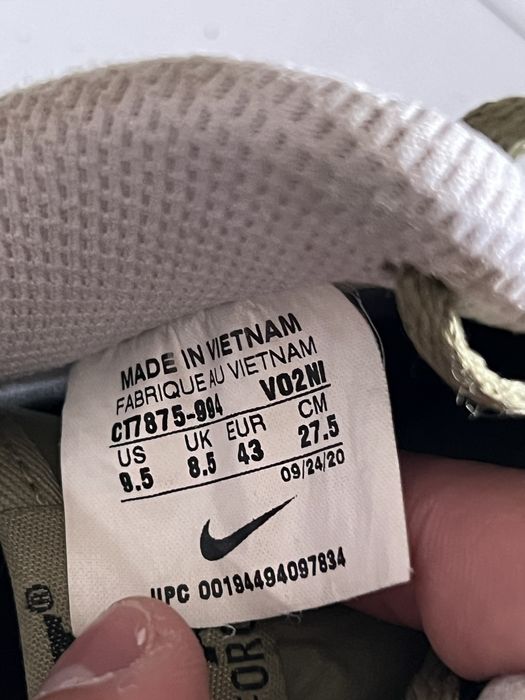 MADE IN VIETNAM
FABRIQUE AU VIETNAM
CT7875-994 V02NI
US UK EUR CM
9.5 8.5 43 27.5
09/24/20
UPC 00194494097834
®